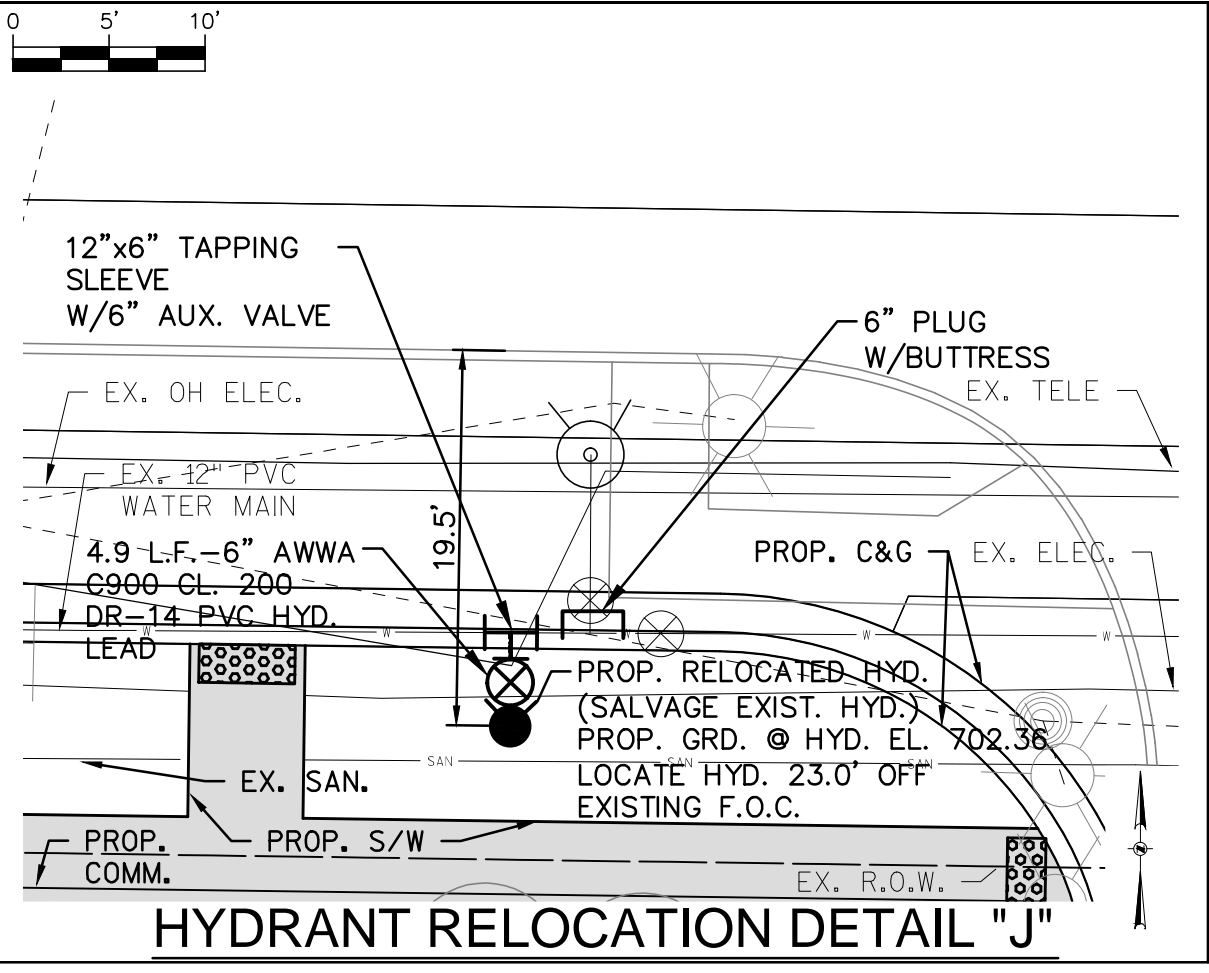 0 5' 10'
12"x6" TAPPING
SLEEVE
W/6" AUX. VALVE
6" PLUG
W/BUTTRESS
EX. TELE
EX. OH ELEC.
EX. 12" PVC
WATER MAIN
19.5'
4.9 L.F.-6" AWWA
C900 CL. 200
DR-14 PVC HYD.
LEAD
PROP. C&G
EX. ELEC.
W W W W W
PROP. RELOCATED HYD.
(SALVAGE EXIST. HYD.)
PROP. GRD. @ HYD. EL. 702.36
LOCATE HYD. 23.0' OFF
EXISTING F.O.C.
SAN SAN SAN
EX. SAN.
PROP. S/W
PROP.
COMM.
EX. R.O.W.
HYDRANT RELOCATION DETAIL "J"